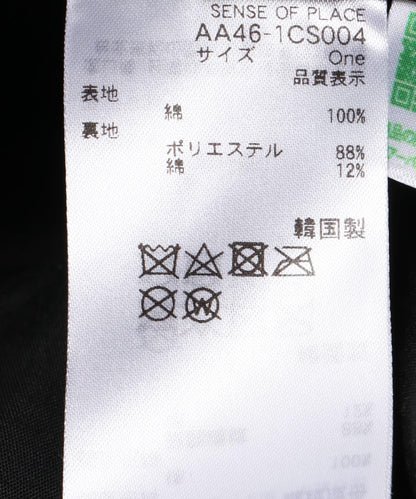 SENSE OF PLACE
AA46-1CS004
サイズ One
品質表示
表地
綿 100%
裏地
ポリエステル 88%
綿 12%
韓国製